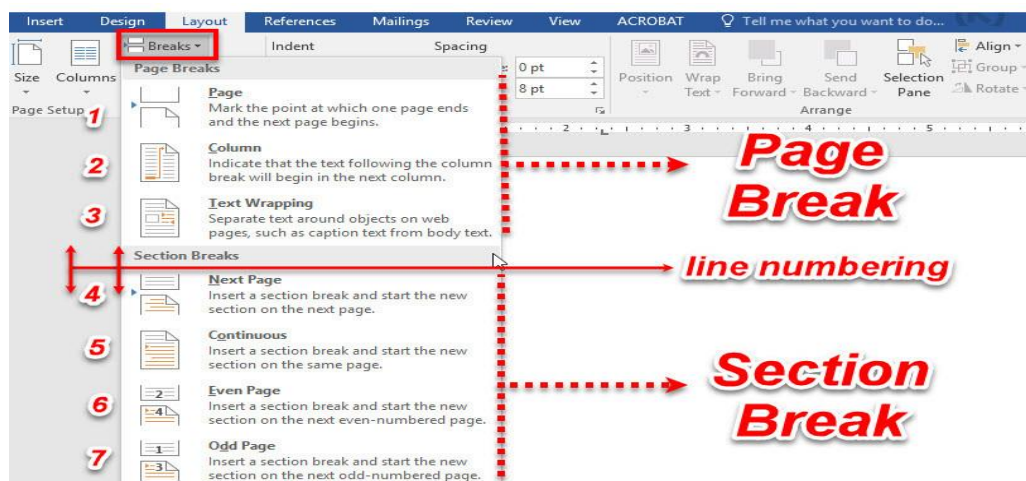 Insert Design Layout References Mailings Review View ACROBAT Tell me what you want to do...
Breaks Indent Spacing Align
0 pt Group
Size Columns Position Wrap Bring Send Selection Rotate
8 pt Text Forward Backward Pane
Page Setup Arrange
2 3 4 5
Page Breaks
1
Page
Mark the point at which one page ends
and the next page begins.
2
Column
Indicate that the text following the column
break will begin in the next column.
3
Text Wrapping
Separate text around objects on web
pages, such as caption text from body text.
Page
Break
Section Breaks
line numbering
4
Next Page
Insert a section break and start the new
section on the next page.
5
Continuous
Insert a section break and start the new
section on the same page.
6
Even Page
Insert a section break and start the new
section on the next even-numbered page.
7
Odd Page
Insert a section break and start the new
section on the next odd-numbered page.
Section
Break
2
4
1
3